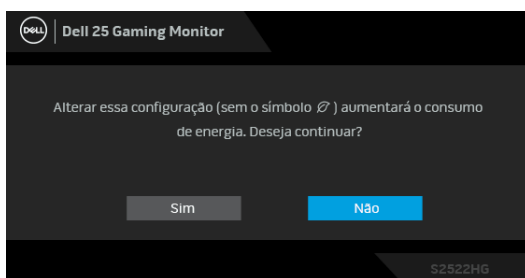 DELL Dell 25 Gaming Monitor
Alterar essa configuração (sem o símbolo ) aumentará o consumo
de energia. Deseja continuar?
Sim Não
S2522HG